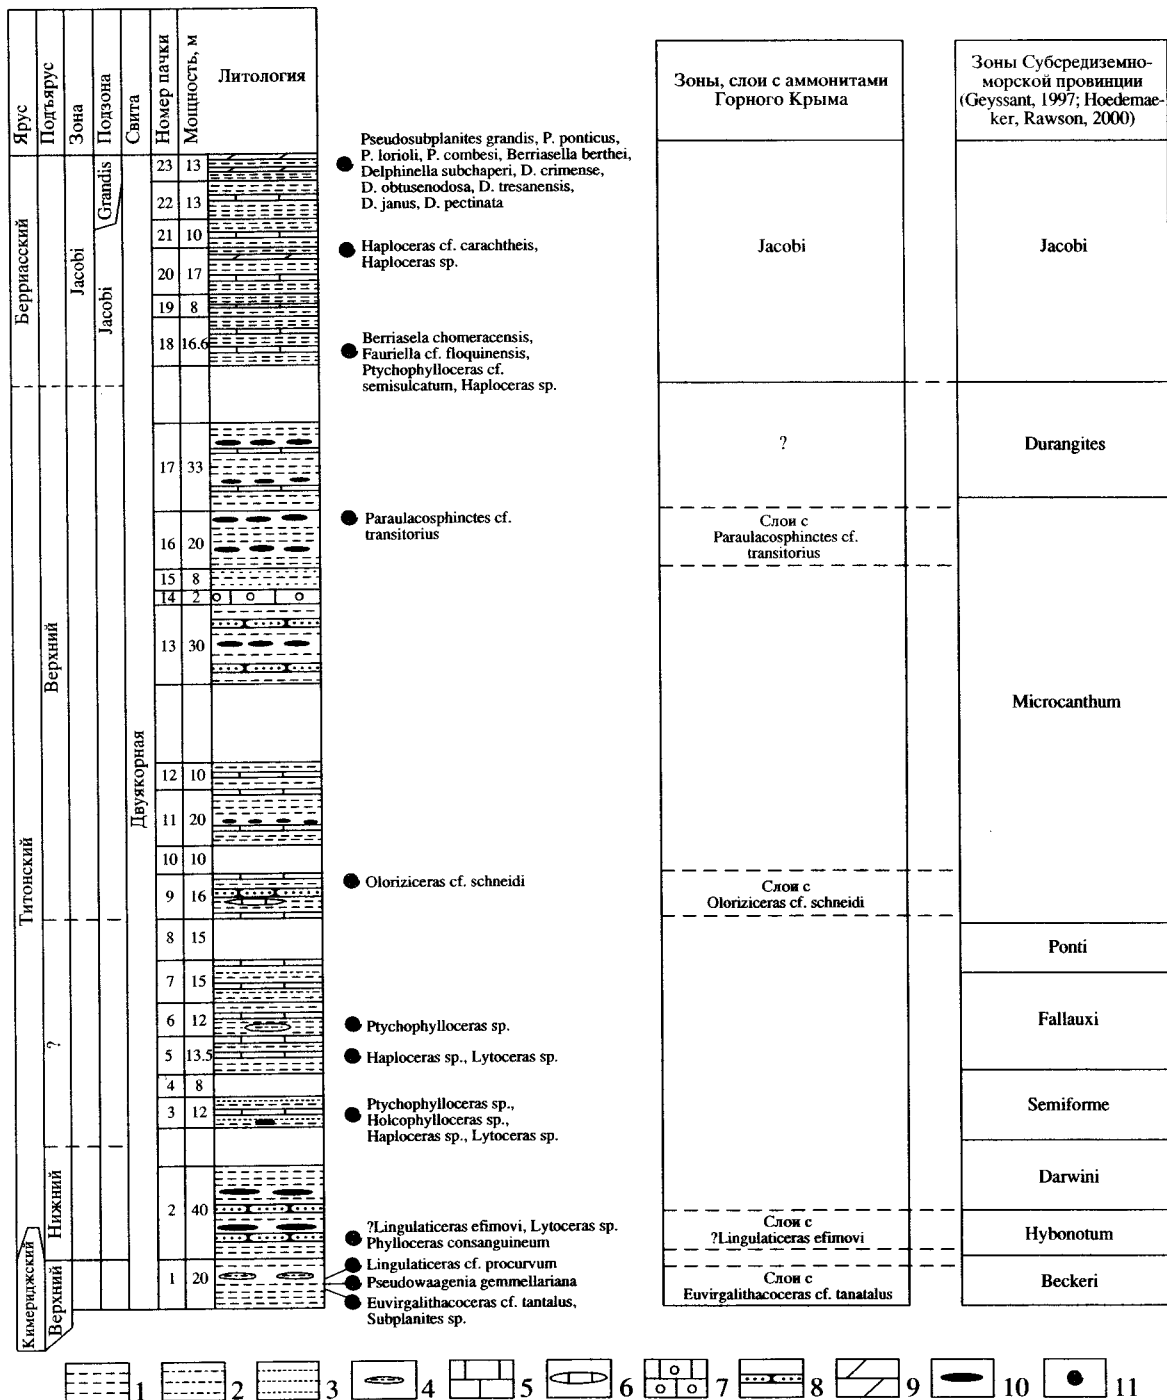 Ярус
Подъярус
Зона
Подзона
Свита
Номер пачки
Мощность, м
Литология
Зоны, слои с аммонитами
Горного Крыма
Зоны Субсредиземно-
морской провинции
(Geyssant, 1997; Hoedemae-
ker, Rawson, 2000)
Берриасский
Титонский
Кимериджский
Верхний
?
Нижний
Верхний
Jacobi
Grandis
Jacobi
Двуякорная
23 13
22 13
21 10
20 17
19 8
18 16.6
17 33
16 20
15 8
14 2
13 30
12 10
11 20
10 10
9 16
8 15
7 15
6 12
5 13.5
4 8
3 12
2 40
1 20
Pseudosubplanites grandis, P. ponticus,
P. lorioli, P. combesi, Berriasella berthei,
Delphinella subchaperi, D. crimense,
D. obtusenodosa, D. tresanensis,
D. janus, D. pectinata
Haploceras cf. carachtheis,
Haploceras sp.
Berriasela chomeracensis,
Fauriella cf. floquinensis,
Ptychophylloceras cf.
semisulcatum, Haploceras sp.
Paraulacosphinctes cf.
transitorius
Oloriziceras cf. schneidi
Ptychophylloceras sp.
Haploceras sp., Lytoceras sp.
Ptychophylloceras sp.,
Holcophylloceras sp.,
Haploceras sp., Lytoceras sp.
?Lingulaticeras efimovi, Lytoceras sp.
Phylloceras consanguineum
Lingulaticeras cf. procurvum
Pseudowaagenia gemmellariana
Euvirgalithacoceras cf. tantalus,
Subplanites sp.
Jacobi
?
Слои с
Paraulacosphinctes cf.
transitorius
Слои с
Oloriziceras cf. schneidi
Слои с
?Lingulaticeras efimovi
Слои с
Euvirgalithacoceras cf. tanatalus
Jacobi
Durangites
Microcanthum
Ponti
Fallauxi
Semiforme
Darwini
Hybonotum
Beckeri
1 2 3 4 5 6 7 8 9 10 11